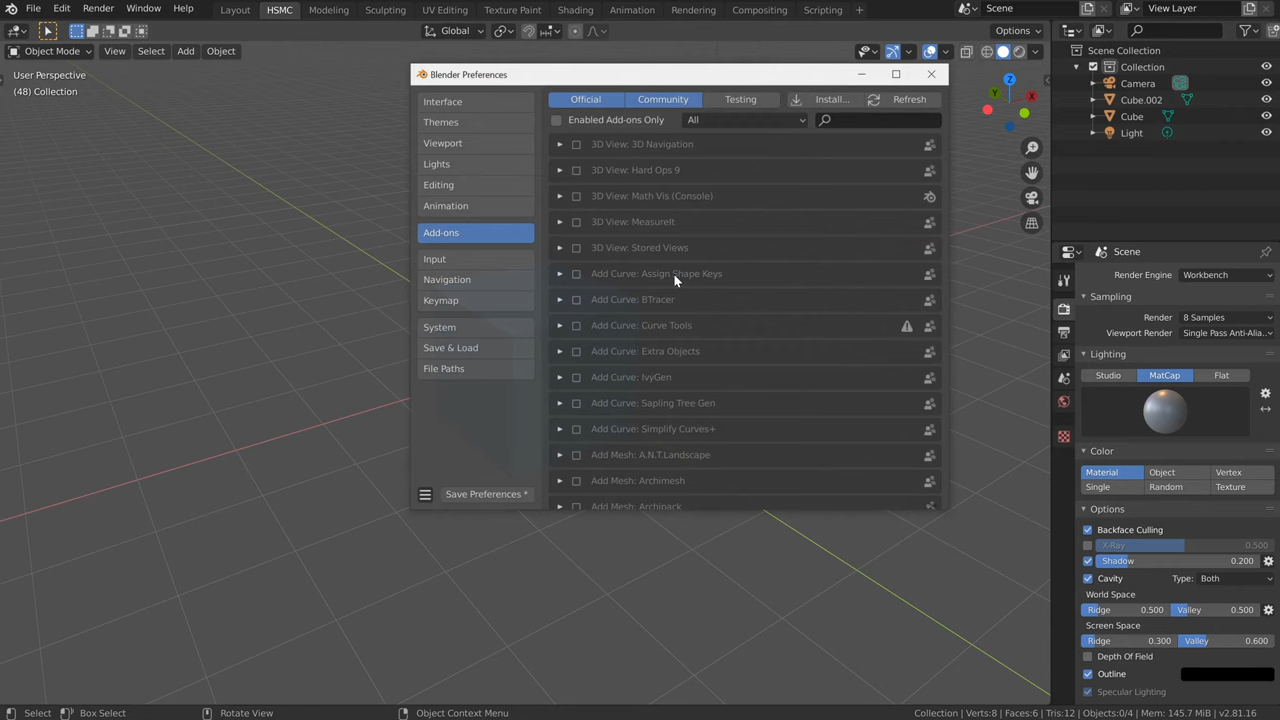 File Edit Render Window Help
Layout HSMC Modeling Sculpting UV Editing Texture Paint Shading Animation Rendering Compositing Scripting +
Scene
View Layer
Global
Options
Object Mode View Select Add Object
User Perspective
(48) Collection
Z
Y
X
Scene Collection
Collection
Camera
Cube.002
Cube
Light
Blender Preferences
Interface
Themes
Viewport
Lights
Editing
Animation
Add-ons
Input
Navigation
Keymap
System
Save & Load
File Paths
Save Preferences *
Official Community Testing Install... Refresh
Enabled Add-ons Only All
3D View: 3D Navigation
3D View: Hard Ops 9
3D View: Math Vis (Console)
3D View: MeasureIt
3D View: Stored Views
Add Curve: Assign Shape Keys
Add Curve: BTracer
Add Curve: Curve Tools
Add Curve: Extra Objects
Add Curve: IvyGen
Add Curve: Sapling Tree Gen
Add Curve: Simplify Curves+
Add Mesh: A.N.T.Landscape
Add Mesh: Archimesh
Add Mesh: Archipack
Scene
Render Engine Workbench
Sampling
Render 8 Samples
Viewport Render Single Pass Anti-Alia...
Lighting
Studio MatCap Flat
Color
Material Object Vertex
Single Random Texture
Options
Backface Culling
X-Ray 0.500
Shadow 0.200
Cavity Type: Both
World Space
Ridge 0.500 Valley 0.500
Screen Space
Ridge 0.300 Valley 0.600
Depth Of Field
Outline
Specular Lighting
Select Box Select Rotate View Object Context Menu
Collection | Verts:8 | Faces:6 | Tris:12 | Objects:0/4 | Mem: 145.7 MiB | v2.81.16